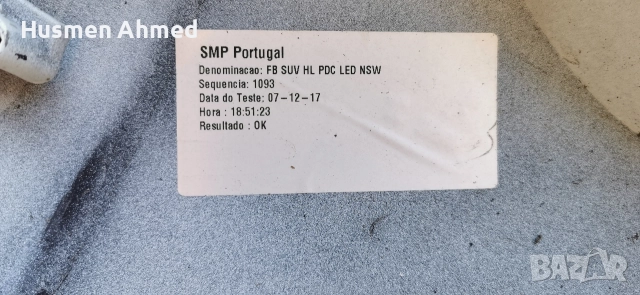 Husmen Ahmed
SMP Portugal
Denominacao: FB SUV HL PDC LED NSW
Sequencia: 1093
Data do Teste: 07-12-17
Hora : 18:51:23
Resultado : OK
BAZAR